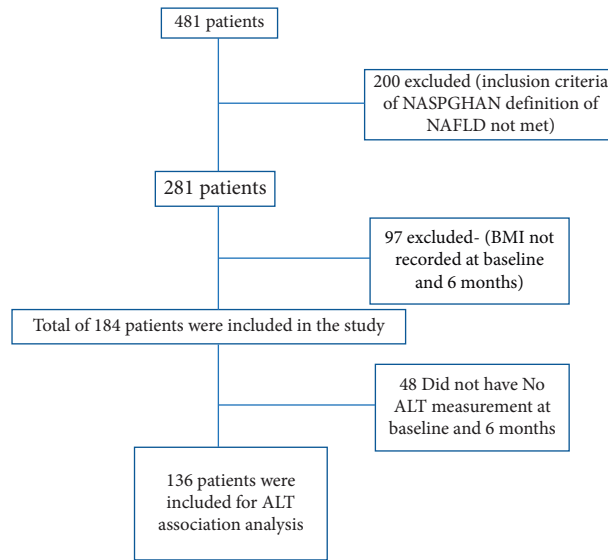 481 patients
200 excluded (inclusion criteria
of NASPGHAN definition of
NAFLD not met)
281 patients
97 excluded- (BMI not
recorded at baseline
and 6 months)
Total of 184 patients were included in the study
48 Did not have No
ALT measurement at
baseline and 6 months
136 patients were
included for ALT
association analysis